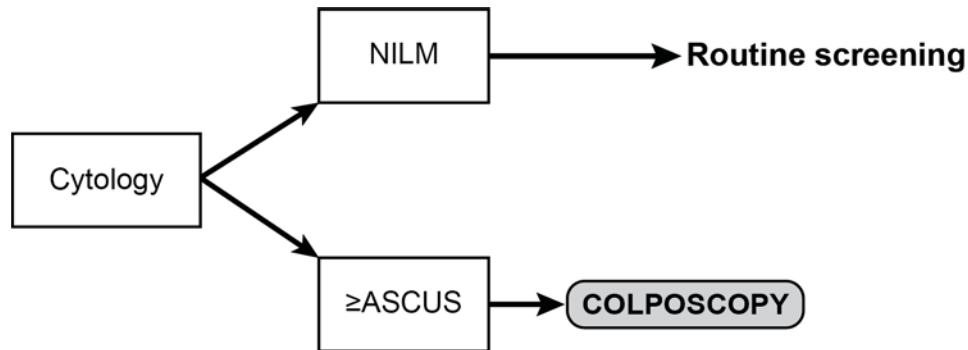 NILM
Routine screening
Cytology
≥ASCUS
COLPOSCOPY